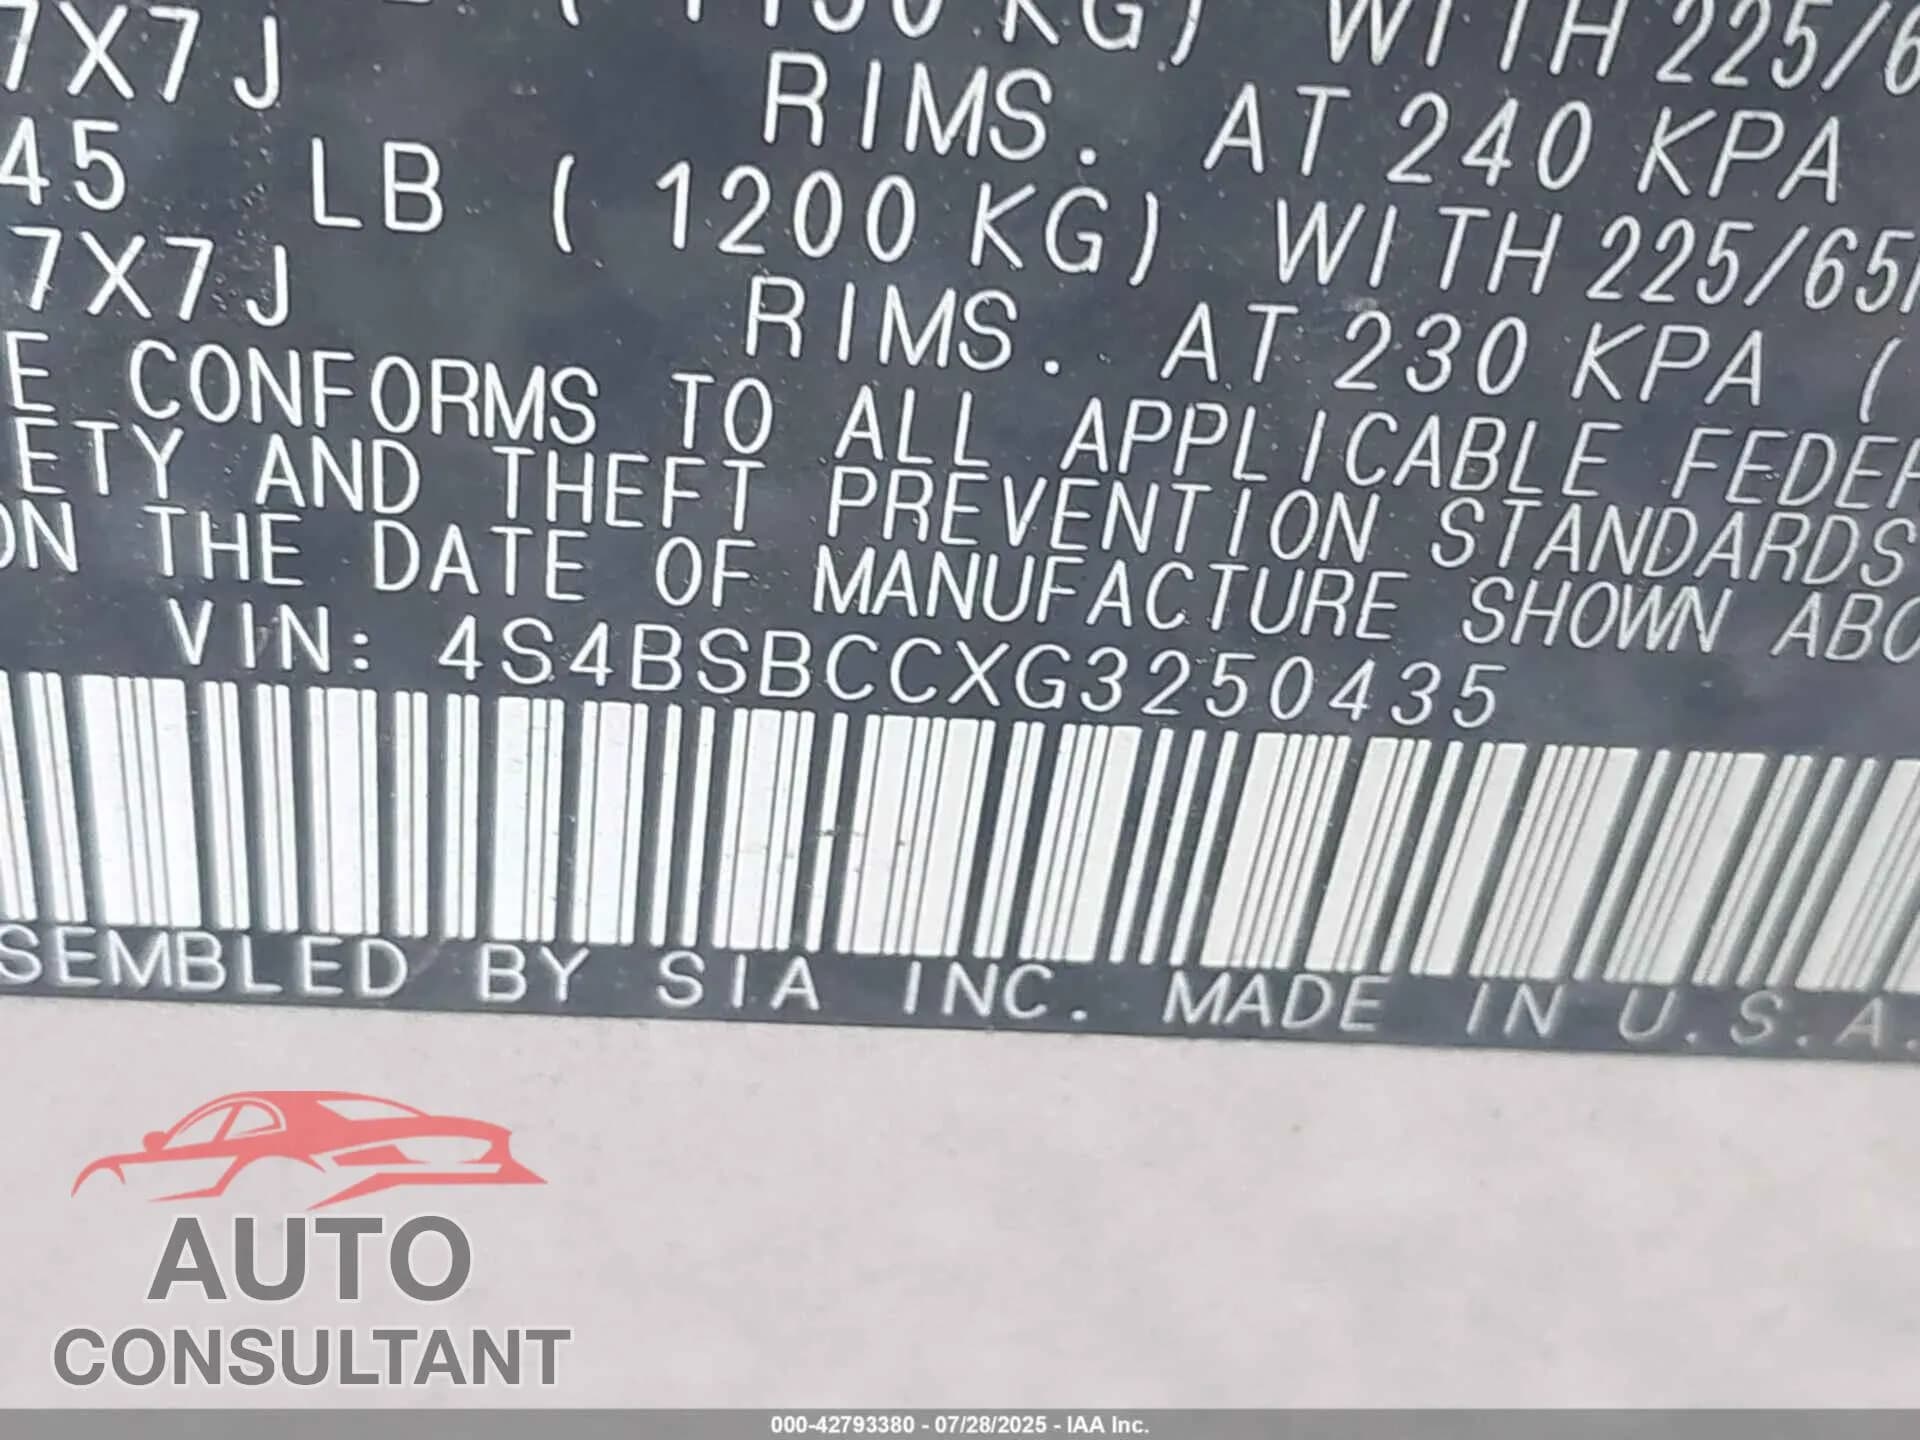 7X7J RIMS. AT 240 KPA
45 LB ( 1200 KG) WITH 225/65
7X7J RIMS. AT 230 KPA (
E CONFORMS TO ALL APPLICABLE FEDER
ETY AND THEFT PREVENTION STANDARDS
ON THE DATE OF MANUFACTURE SHOWN ABO
VIN: 4S4BSBCCXG3250435
SEMBLED BY SIA INC. MADE IN U.S.A.
AUTO
CONSULTANT
000-42793380 - 07/28/2025 - IAA Inc.